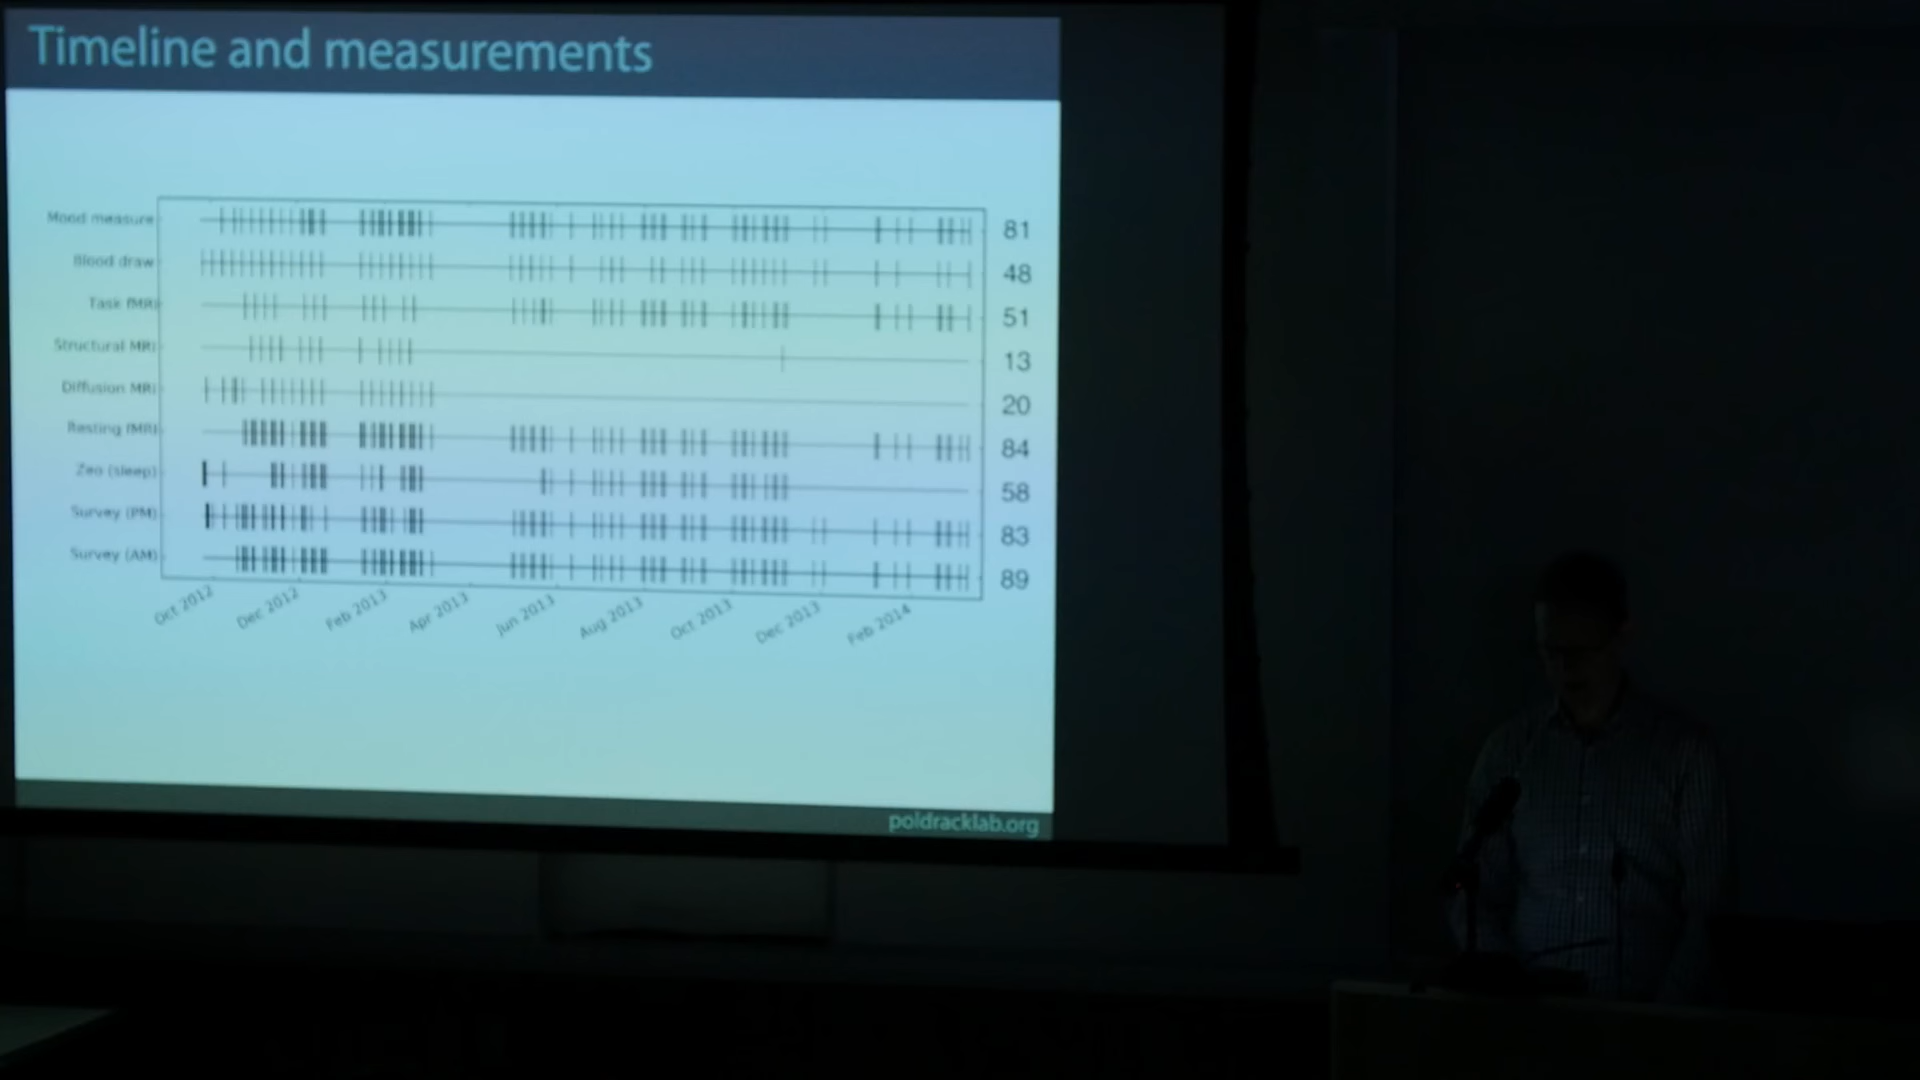 Timeline and measurements
Mood measure 81
Blood draw 48
Task fMRI 51
Structural MRI 13
Diffusion MRI 20
Resting fMRI 84
Zeo (sleep) 58
Survey (PM) 83
Survey (AM) 89
Oct 2012 Dec 2012 Feb 2013 Apr 2013 Jun 2013 Aug 2013 Oct 2013 Dec 2013 Feb 2014
poldracklab.org